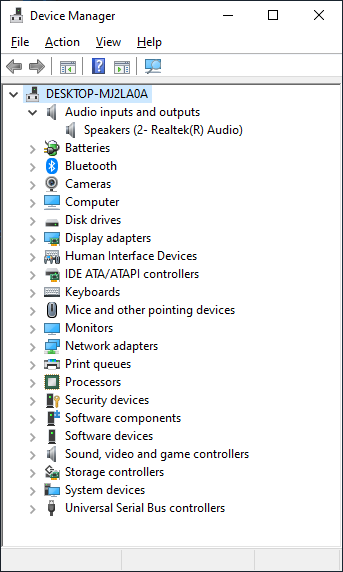 Device Manager
File Action View Help
DESKTOP-MJ2LA0A
Audio inputs and outputs
Speakers (2- Realtek(R) Audio)
Batteries
Bluetooth
Cameras
Computer
Disk drives
Display adapters
Human Interface Devices
IDE ATA/ATAPI controllers
Keyboards
Mice and other pointing devices
Monitors
Network adapters
Print queues
Processors
Security devices
Software components
Software devices
Sound, video and game controllers
Storage controllers
System devices
Universal Serial Bus controllers